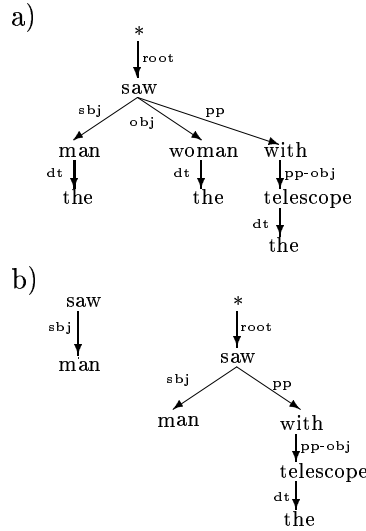 a)
*
root
saw
sbj obj pp
man woman with
dt dt pp-obj
the the telescope
dt
the
b)
saw *
sbj root
man saw
sbj pp
man with
pp-obj
telescope
dt
the